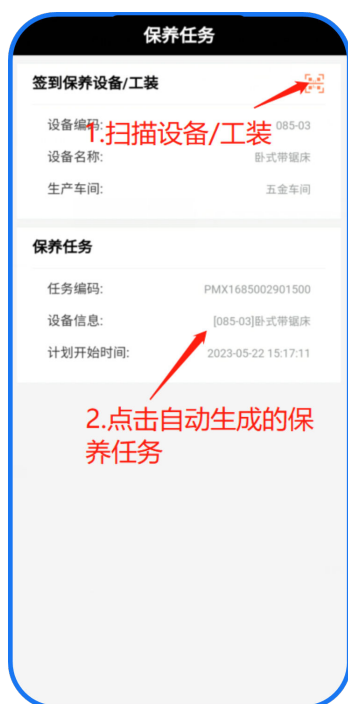 保养任务
签到保养设备/工装
设备编码: 085-03
1.扫描设备/工装
设备名称: 卧式带锯床
生产车间: 五金车间
保养任务
任务编码: PMX1685002901500
设备信息: [085-03]卧式带锯床
计划开始时间: 2023-05-22 15:17:11
2.点击自动生成的保
养任务